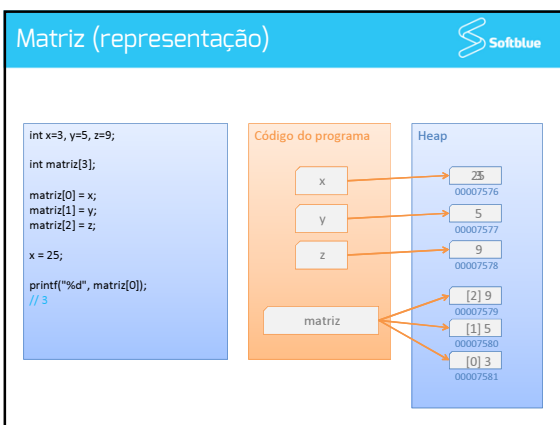 Matriz (representação)
Softblue
int x=3, y=5, z=9;
int matriz[3];
matriz[0] = x;
matriz[1] = y;
matriz[2] = z;
x = 25;
printf("%d", matriz[0]);
// 3
Código do programa
x
y
z
matriz
Heap
25
00007576
5
00007577
9
00007578
[2] 9
00007579
[1] 5
00007580
[0] 3
00007581